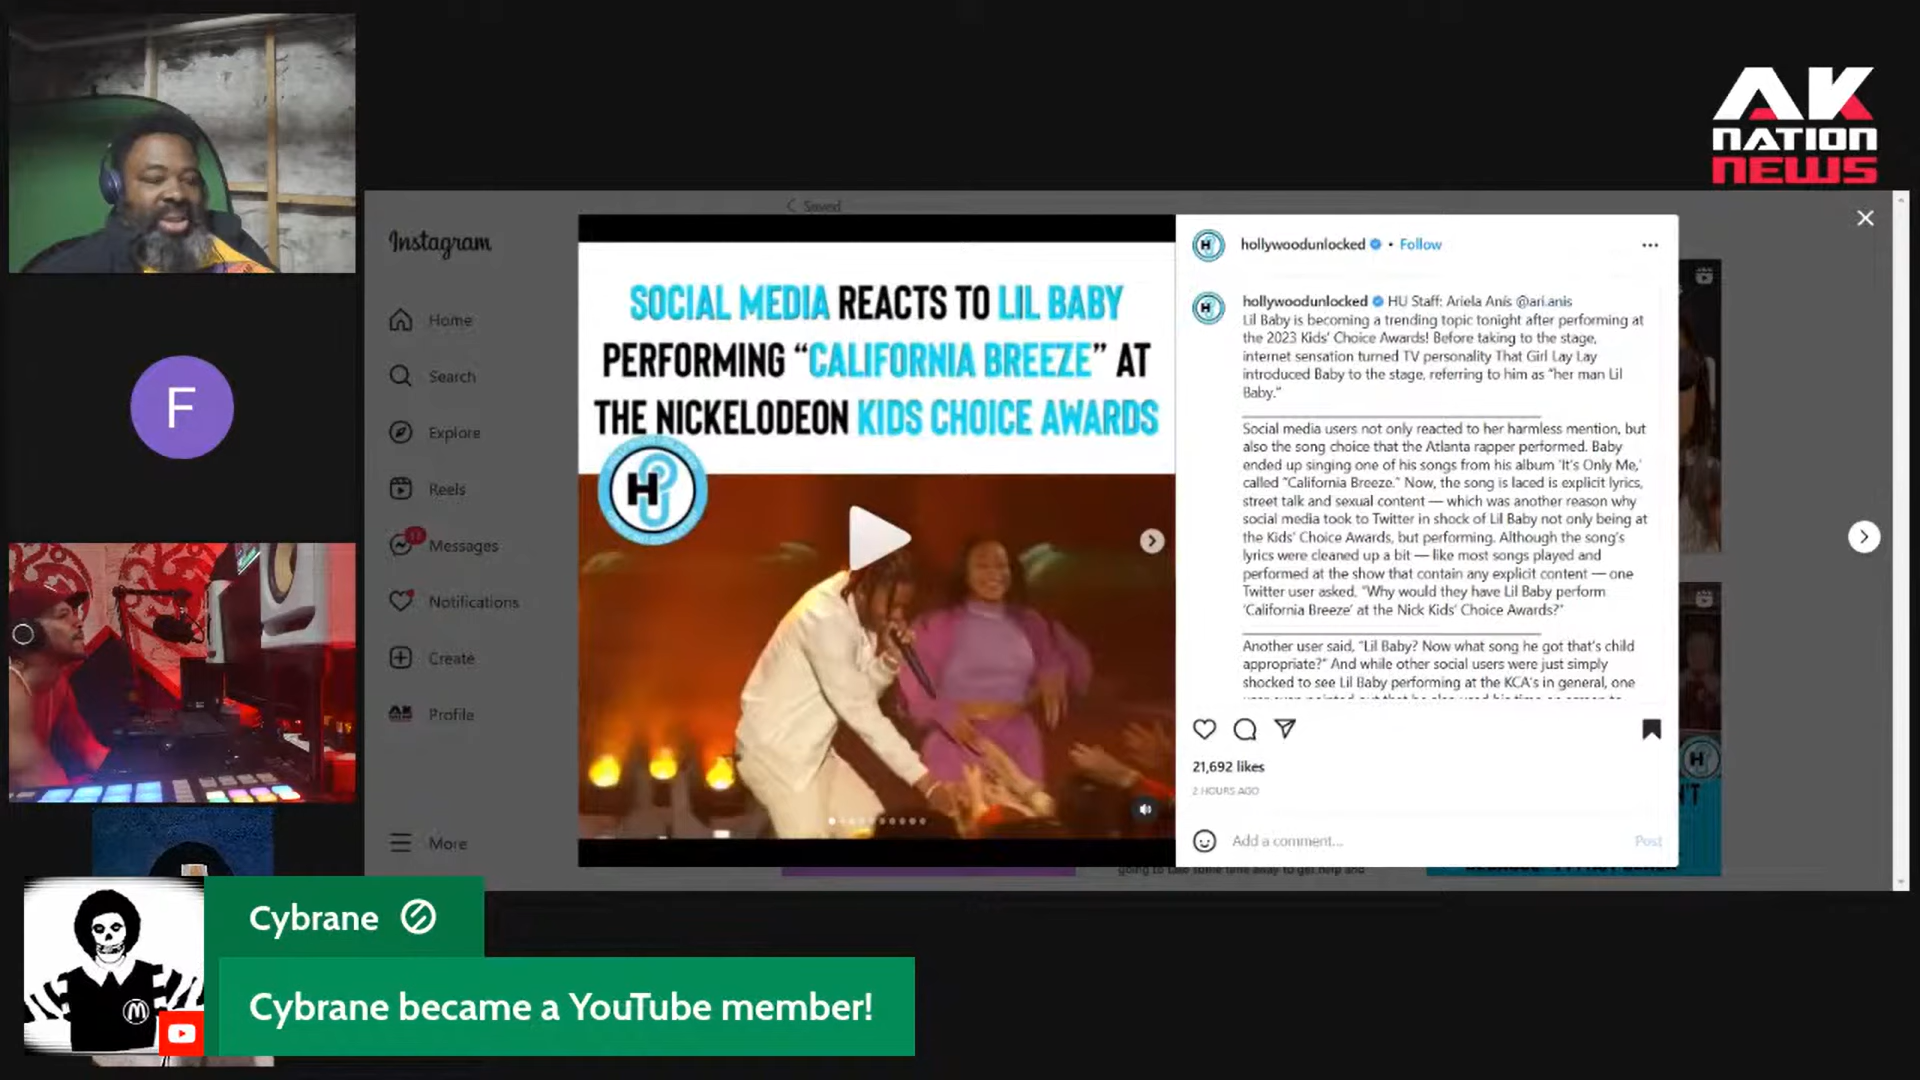 AK
NATION
NEWS
Saved
Instagram
Home
Search
Explore
Reels
Messages
Notifications
Create
Profile
More
SOCIAL MEDIA REACTS TO LIL BABY
PERFORMING “CALIFORNIA BREEZE” AT
THE NICKELODEON KIDS CHOICE AWARDS
hollywoodunlocked • Follow
hollywoodunlocked HU Staff: Ariela Anís @ari.anis
Lil Baby is becoming a trending topic tonight after performing at
the 2023 Kids’ Choice Awards! Before taking to the stage,
internet sensation turned TV personality That Girl Lay Lay
introduced Baby to the stage, referring to him as “her man Lil
Baby.”
Social media users not only reacted to her harmless mention, but
also the song choice that the Atlanta rapper performed. Baby
ended up singing one of his songs from his album ‘It’s Only Me,’
called “California Breeze.” Now, the song is laced is explicit lyrics,
street talk and sexual content — which was another reason why
social media took to Twitter in shock of Lil Baby not only being at
the Kids’ Choice Awards, but performing. Although the song’s
lyrics were cleaned up a bit — like most songs played and
performed at the show that contain any explicit content — one
Twitter user asked, “Why would they have Lil Baby perform
‘California Breeze’ at the Nick Kids’ Choice Awards?”
Another user said, “Lil Baby? Now what song he got that’s child
appropriate?” And while other social users were just simply
shocked to see Lil Baby performing at the KCA’s in general, one
21,692 likes
2 HOURS AGO
Add a comment...
Post
going to take some time away to get help and
F
Cybrane
Cybrane became a YouTube member!